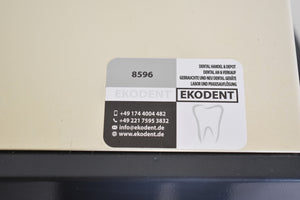 8596
EKODENT
+49 174 4004 482
+49 221 7595 3832
info@ekodent.de
www.ekodent.de
DENTAL HANDEL & DEPOT
DENTAL AN & VERKAUF
GEBRAUCHTE UND NEU DENTAL GERÄTE
LABOR UND PRAXISAUFLÖSUNG
EKODENT